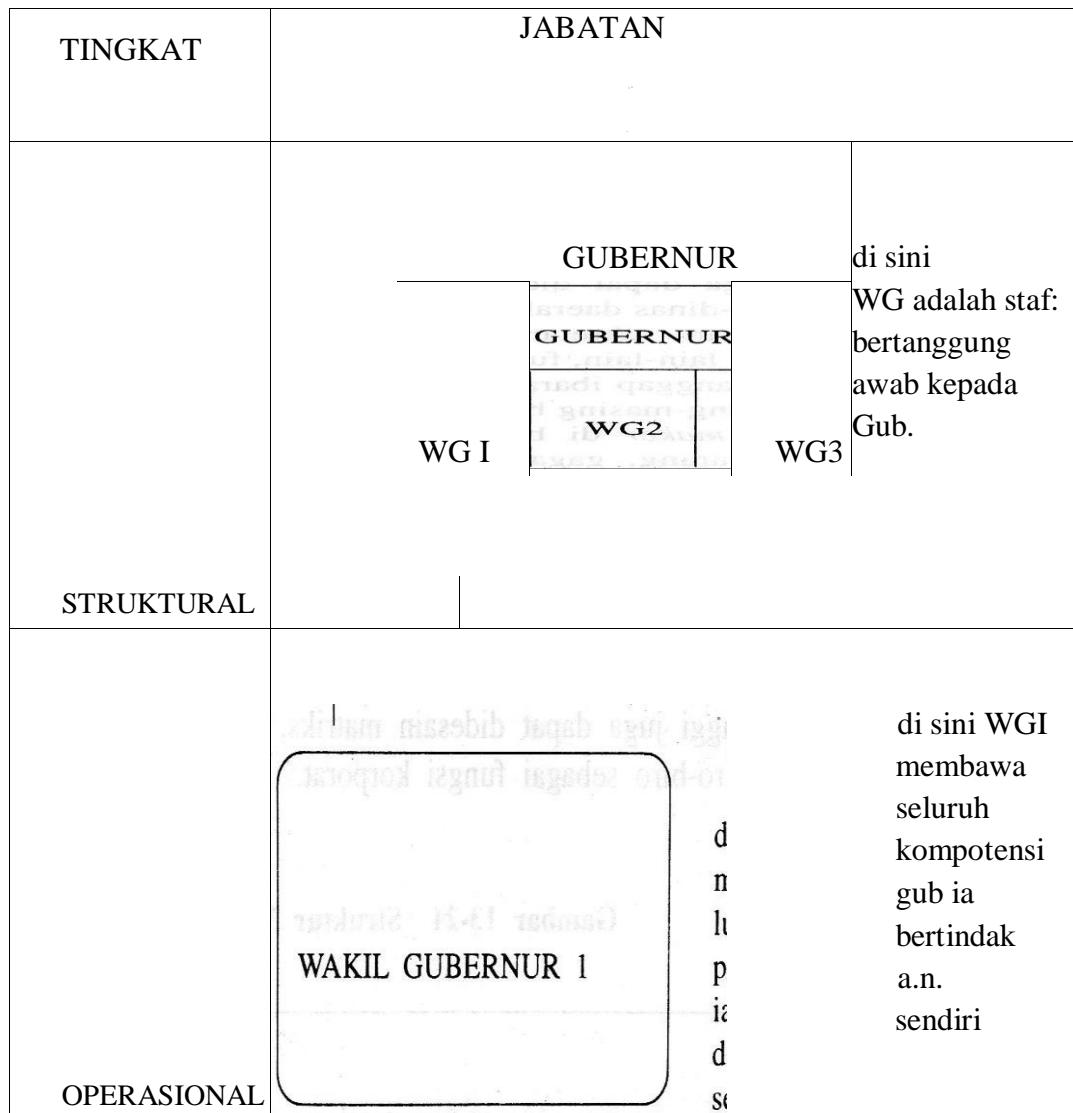 JABATAN
TINGKAT
GUBERNUR
GUBERNUR
WG I
WG2
WG3
di sini
WG adalah staf:
bertanggung
awab kepada
Gub.
STRUKTURAL
WAKIL GUBERNUR 1
d
m
p
d
di sini WGI
membawa
seluruh
kompotensi
gub ia
bertindak
a.n.
sendiri
OPERASIONAL